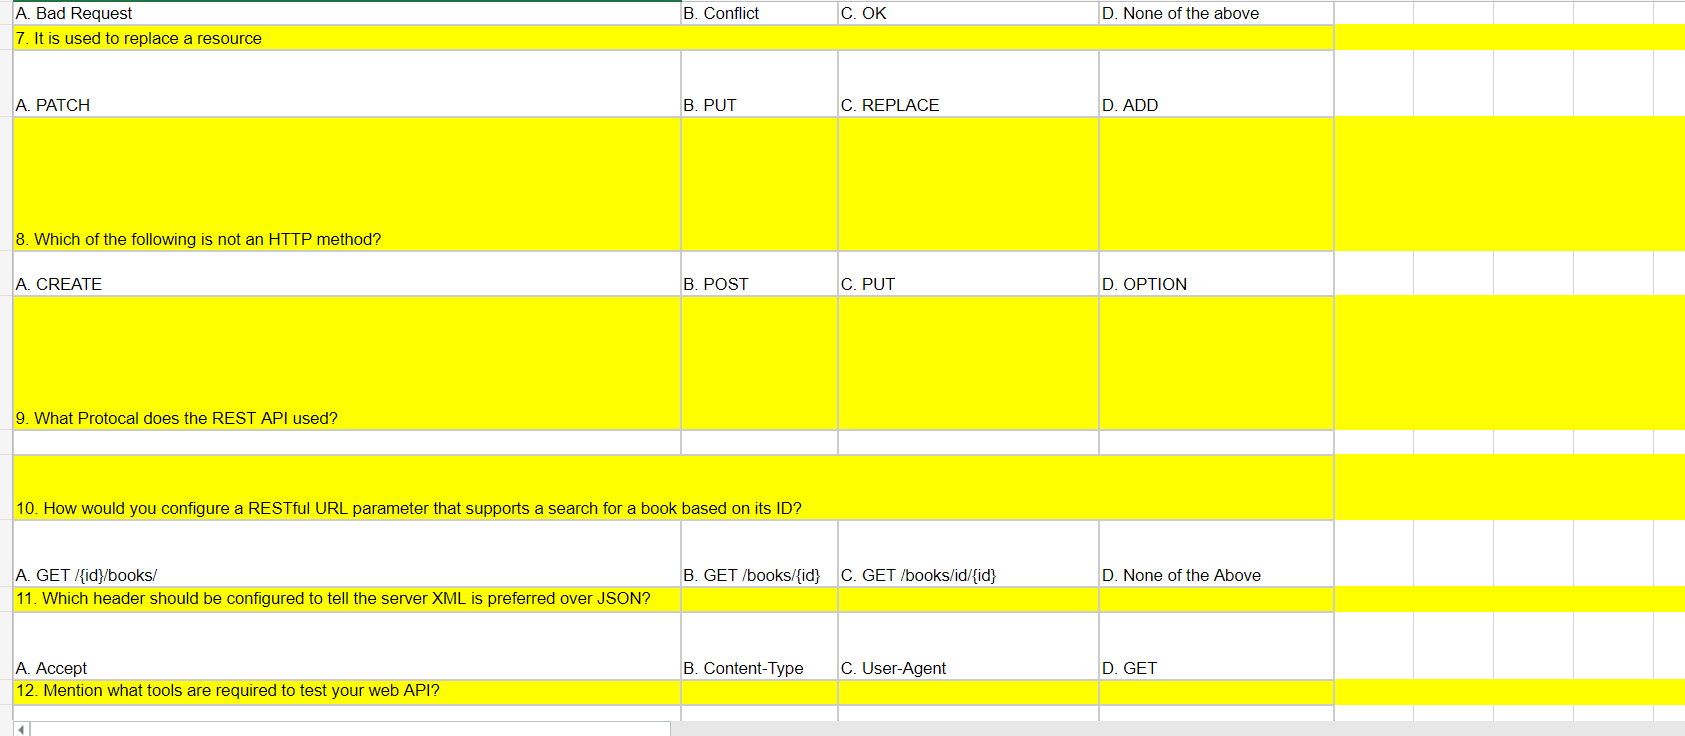 A. Bad Request B. Conflict C. OK D. None of the above
7. It is used to replace a resource
A. PATCH B. PUT C. REPLACE D. ADD
8. Which of the following is not an HTTP method?
A. CREATE B. POST C. PUT D. OPTION
9. What Protocal does the REST API used?
10. How would you configure a RESTful URL parameter that supports a search for a book based on its ID?
A. GET /{id}/books/ B. GET /books/{id} C. GET /books/id/{id} D. None of the Above
11. Which header should be configured to tell the server XML is preferred over JSON?
A. Accept B. Content-Type C. User-Agent D. GET
12. Mention what tools are required to test your web API?